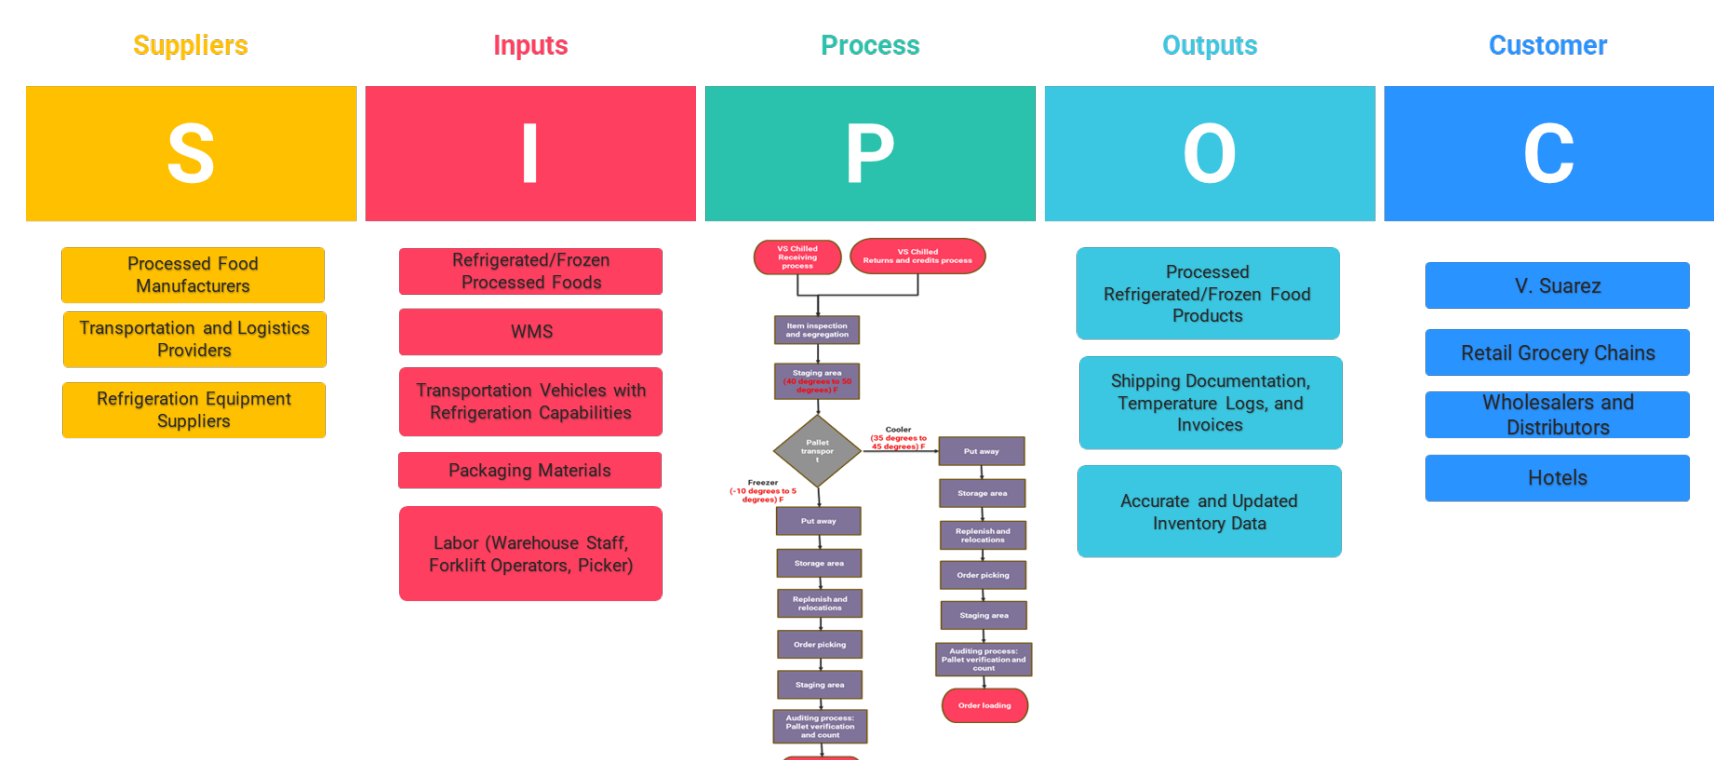 Suppliers
Inputs
Process
Outputs
Customer
S
I
P
O
C
Processed Food
Manufacturers
Transportation and Logistics
Providers
Refrigeration Equipment
Suppliers
Refrigerated/Frozen
Processed Foods
WMS
Transportation Vehicles with
Refrigeration Capabilities
Packaging Materials
Labor (Warehouse Staff,
Forklift Operators, Picker)
VS Chilled
Receiving
process
VS Chilled
Returns and credits process
Item inspection
and segregation
Staging area
(40 degrees to 50
degrees) F
Pallet
transpor
t
Cooler
(35 degrees to
45 degrees) F
Freezer
(-10 degrees to 5
degrees) F
Put away
Storage area
Replenish and
relocations
Order picking
Staging area
Auditing process:
Pallet verification
and count
Put away
Storage area
Replenish and
relocations
Order picking
Staging area
Auditing process:
Pallet verification and
count
Order loading
Processed
Refrigerated/Frozen Food
Products
Shipping Documentation,
Temperature Logs, and
Invoices
Accurate and Updated
Inventory Data
V. Suarez
Retail Grocery Chains
Wholesalers and
Distributors
Hotels